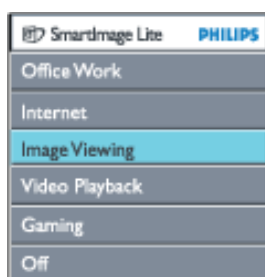 SmartImage Lite PHILIPS
Office Work
Internet
Image Viewing
Video Playback
Gaming
Off